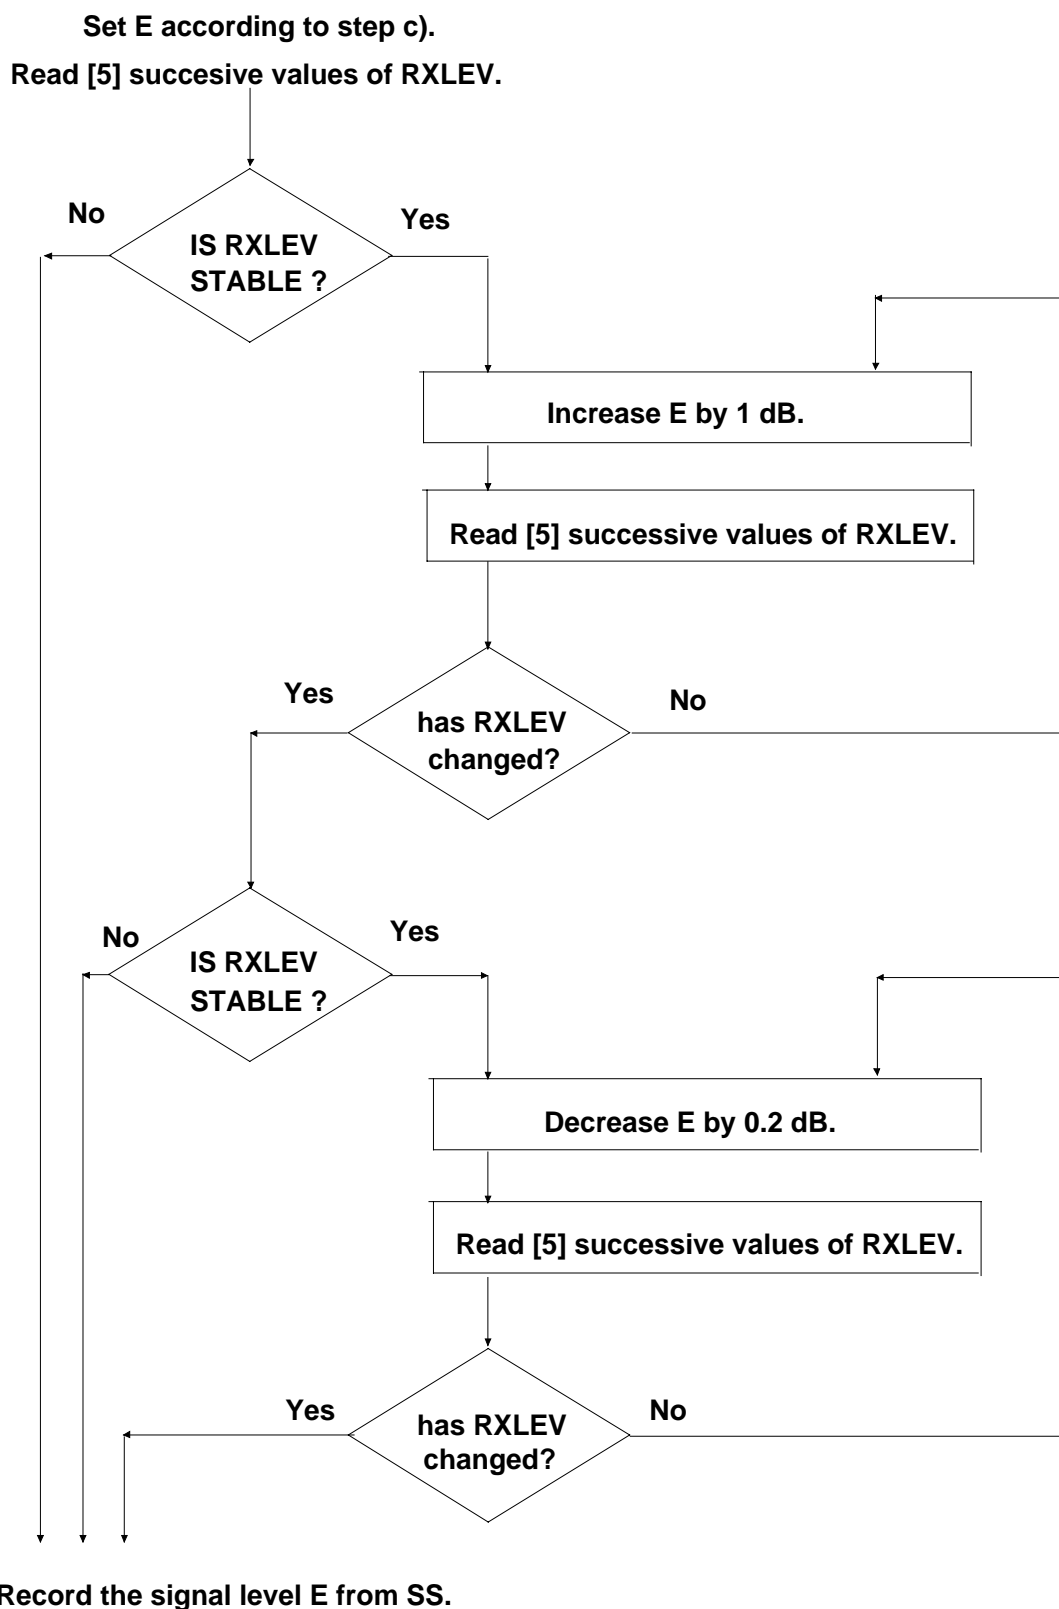 Set E according to step c).
Read [5] succesive values of RXLEV.
No
Yes
IS RXLEV
STABLE ?
Increase E by 1 dB.
Read [5] successive values of RXLEV.
Yes
No
has RXLEV
changed?
No
Yes
IS RXLEV
STABLE ?
Decrease E by 0.2 dB.
Read [5] successive values of RXLEV.
Yes
No
has RXLEV
changed?
Record the signal level E from SS.